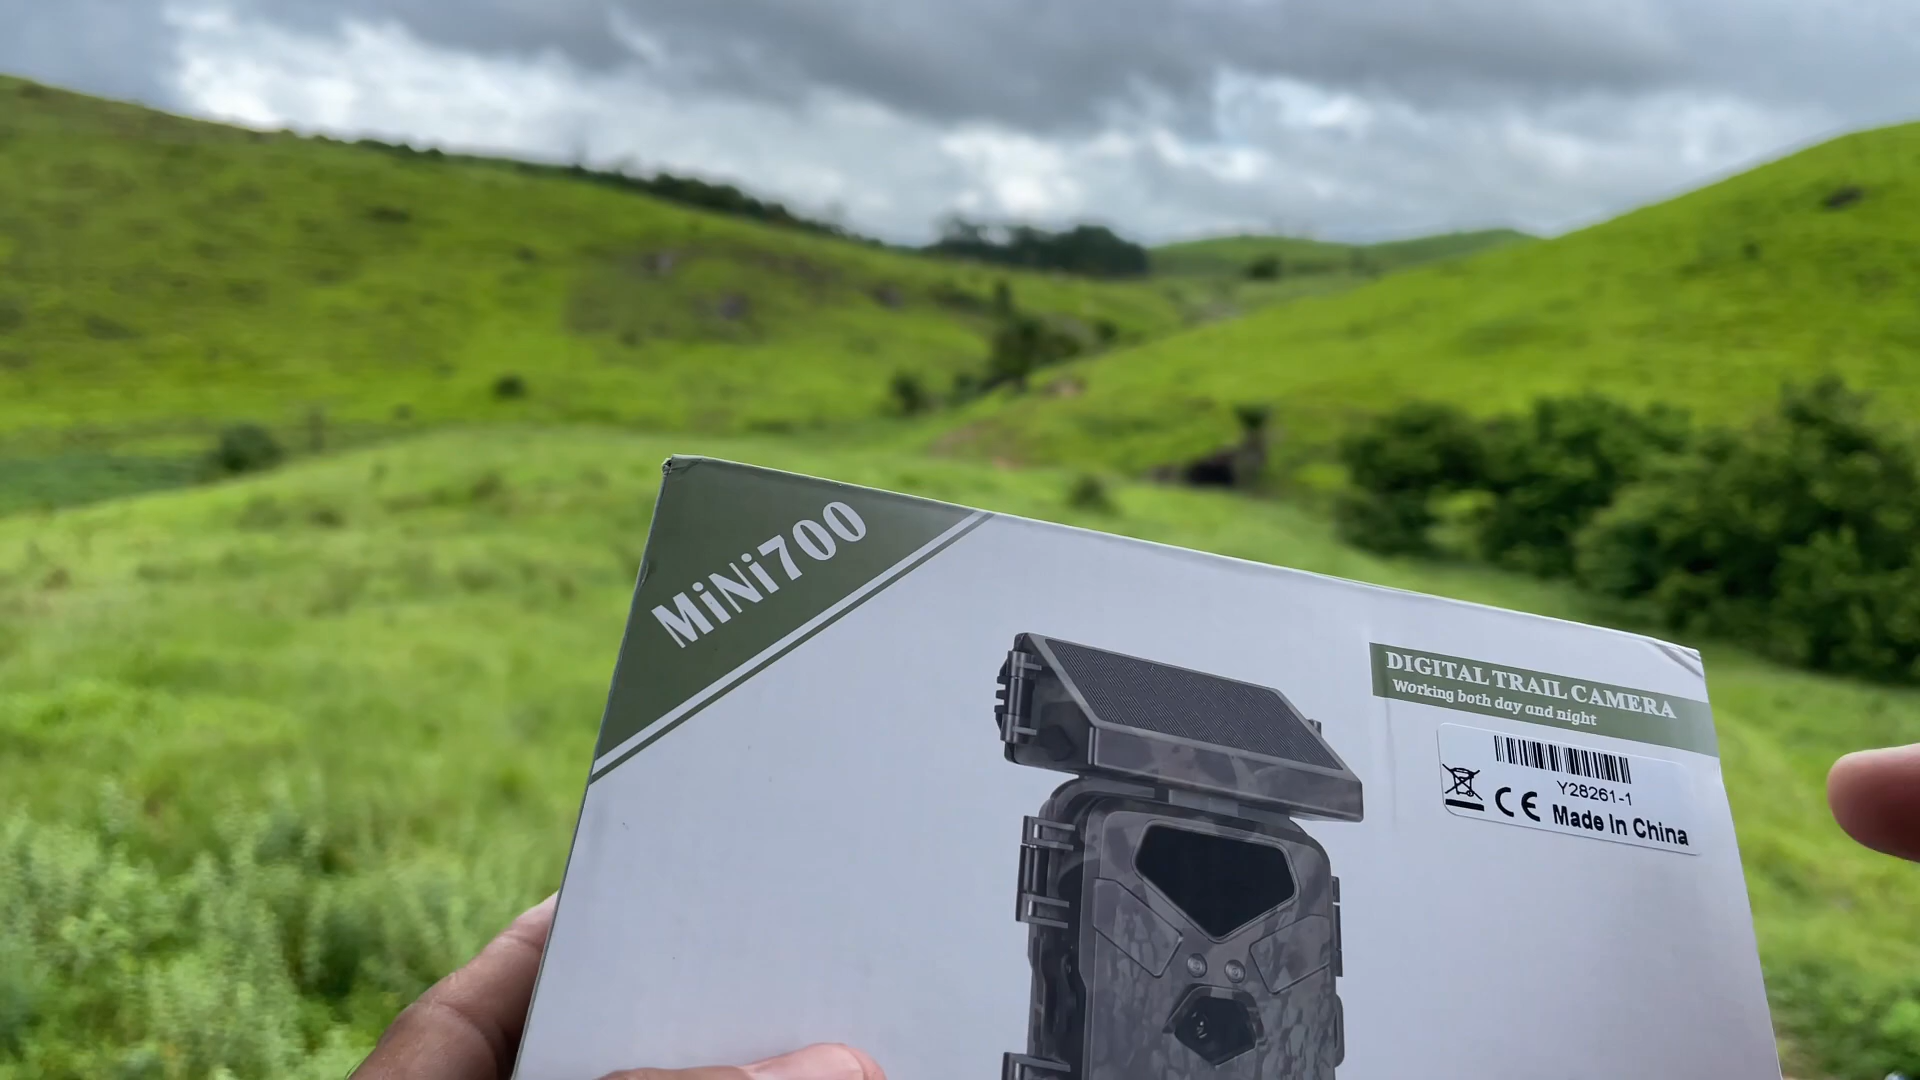 MiNi700
DIGITAL TRAIL CAMERA
Working both day and night
Y28261-1
CE Made In China